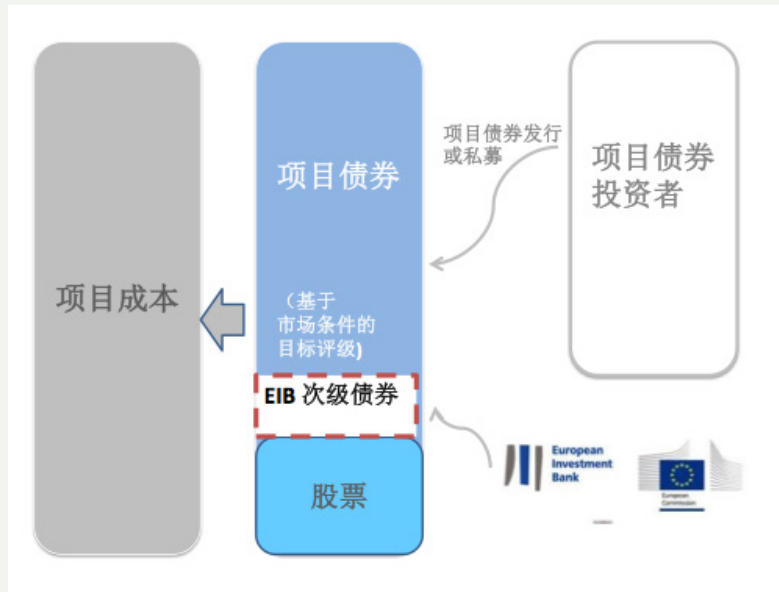 项目成本
项目债券
（基于
市场条件的
目标评级)
EIB 次级债券
股票
项目债券发行
或私募
项目债券
投资者
European
Investment
Bank
European
Commission